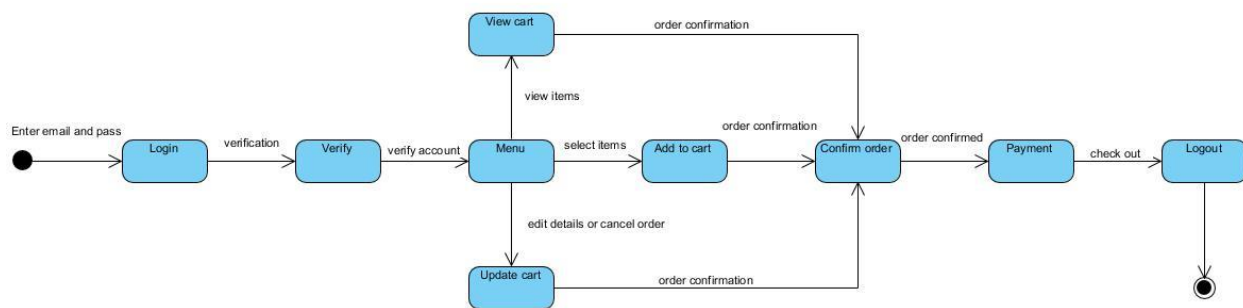 View cart
order confirmation
view items
Enter email and pass
Login
verification
Verify
verify account
Menu
select items
Add to cart
order confirmation
Confirm order
order confirmed
Payment
check out
Logout
edit details or cancel order
Update cart
order confirmation